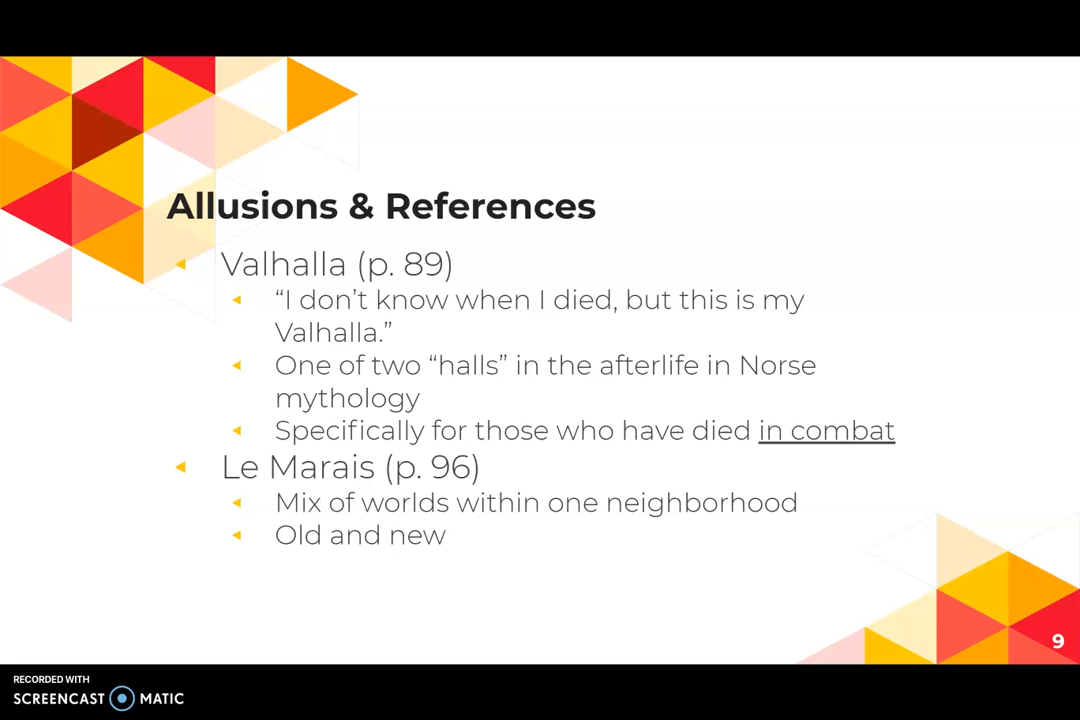 Allusions & References
Valhalla (p. 89)
“I don’t know when I died, but this is my
Valhalla.”
One of two “halls” in the afterlife in Norse
mythology
Specifically for those who have died in combat
Le Marais (p. 96)
Mix of worlds within one neighborhood
Old and new
9
RECORDED WITH
SCREENCAST MATIC